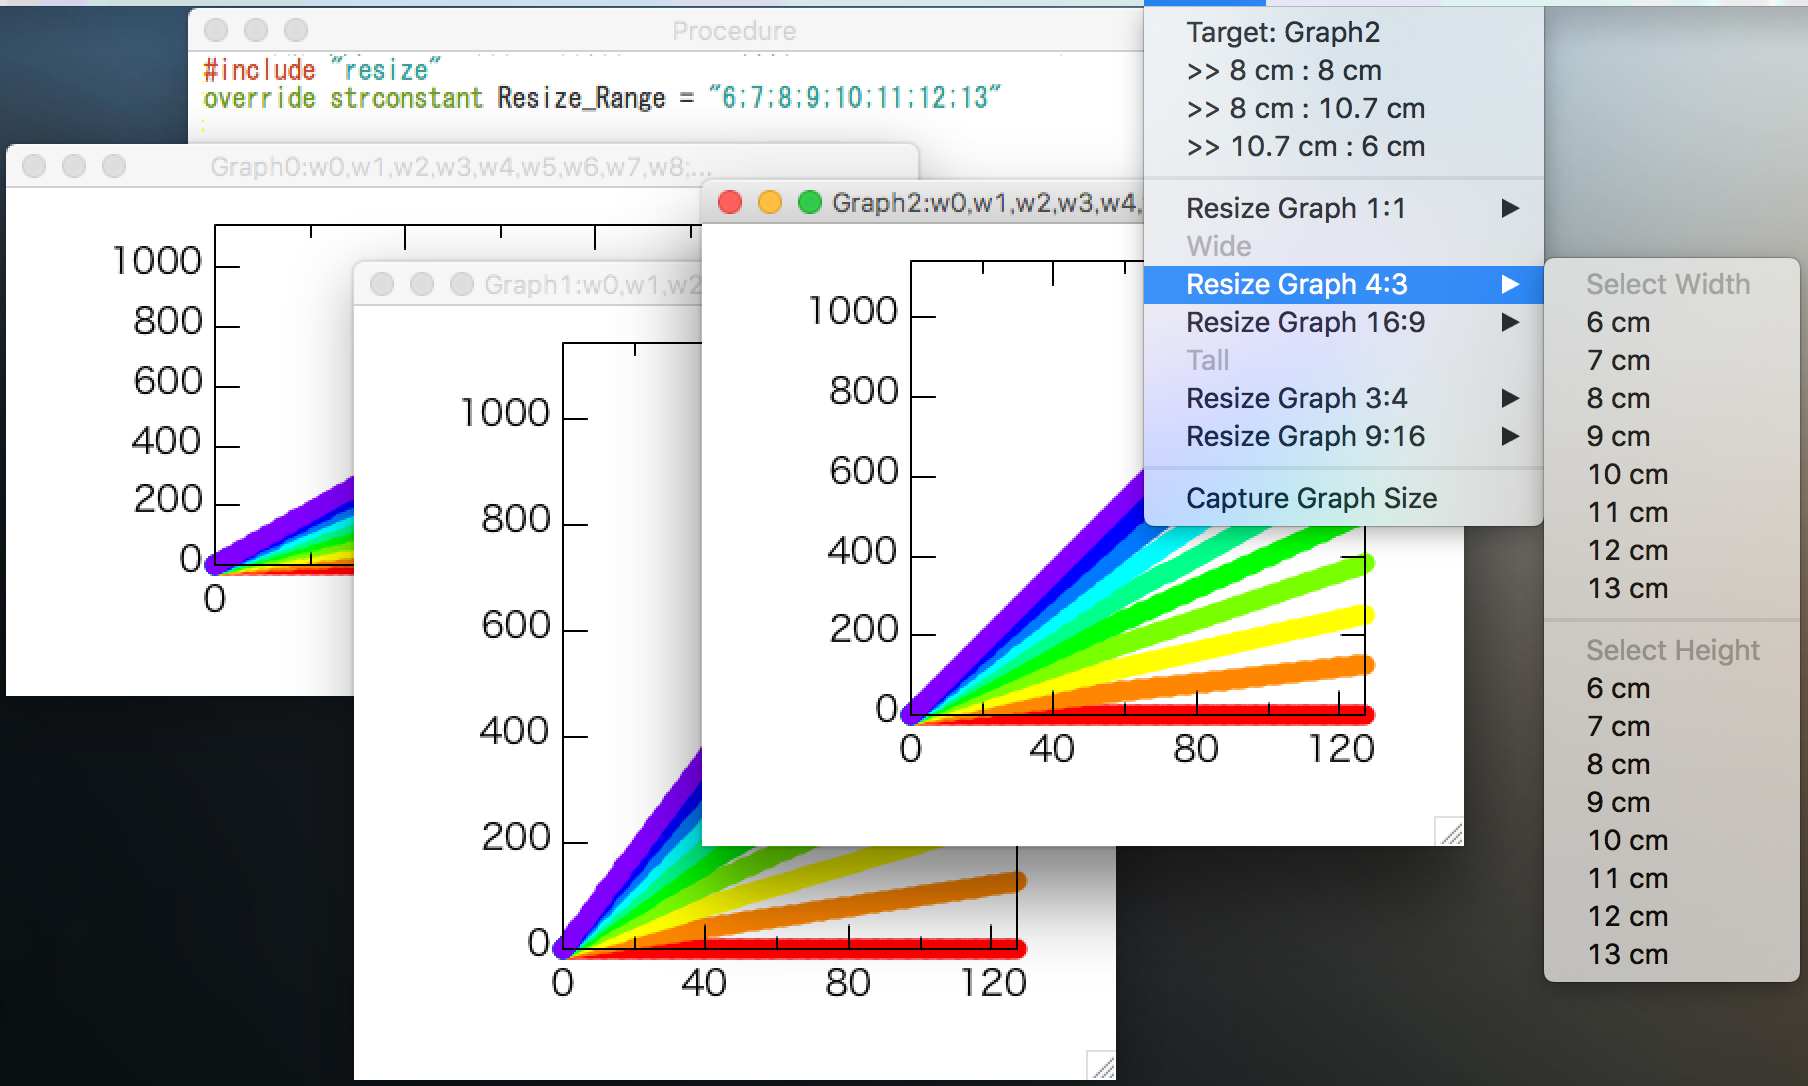 Procedure
#include "resize"
override strconstant Resize_Range = "6;7;8;9;10;11;12;13"
Graph0:w0,w1,w2,w3,w4,w5,w6,w7,w8;...
1000
800
600
400
200
0
0
Graph1:w0,w1,w2
1000
800
600
400
200
0
0 40 80 120
Graph2:w0,w1,w2,w3,w4,
1000
800
600
400
200
0
0 40 80 120
Target: Graph2
>> 8 cm : 8 cm
>> 8 cm : 10.7 cm
>> 10.7 cm : 6 cm
Resize Graph 1:1
Wide
Resize Graph 4:3
Resize Graph 16:9
Tall
Resize Graph 3:4
Resize Graph 9:16
Capture Graph Size
Select Width
6 cm
7 cm
8 cm
9 cm
10 cm
11 cm
12 cm
13 cm
Select Height
6 cm
7 cm
8 cm
9 cm
10 cm
11 cm
12 cm
13 cm